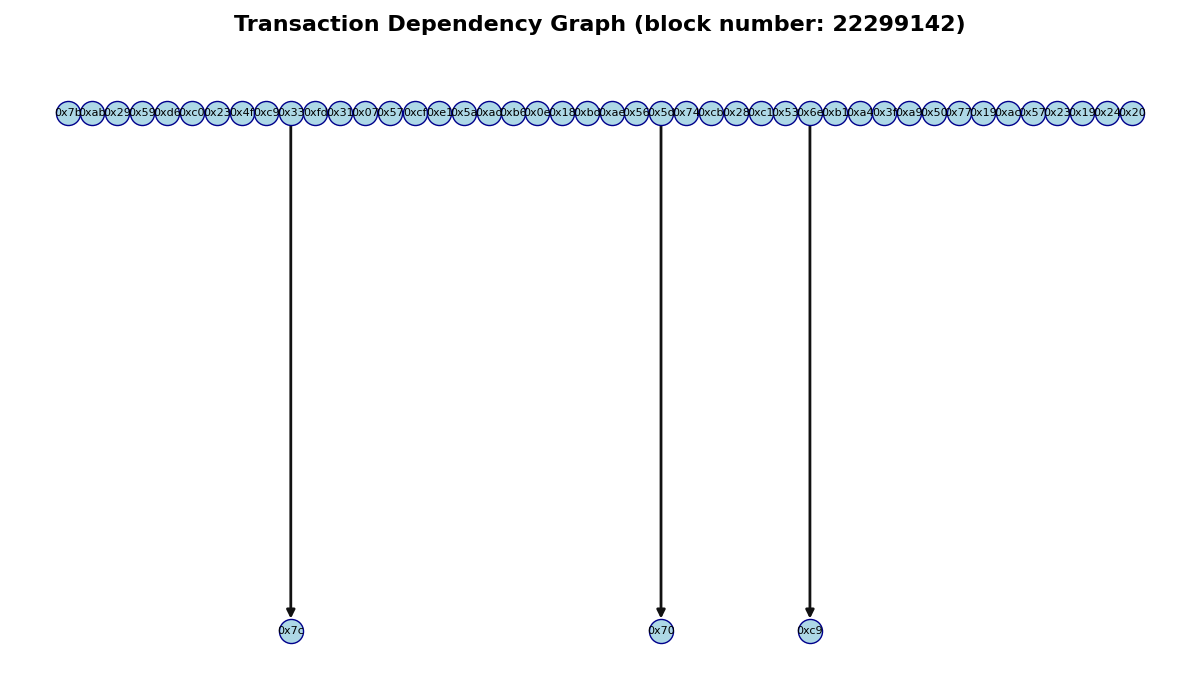 Transaction Dependency Graph (block number: 22299142)
0x7b 0xab 0x29 0x59 0xd6 0xc0 0x23 0x4f 0xc9 0x33 0xfd 0x31 0x07 0x57 0xcf 0xe1 0x5a 0xad 0xb6 0x0e 0x18 0xbd 0xae 0x56 0x5d 0x74 0xcb 0x28 0xc1 0x53 0x6e 0xb1 0xa4 0x3f 0xa9 0x50 0x77 0x19 0xac 0x57 0x23 0x19 0x24 0x20
0x7c 0x70 0xc9